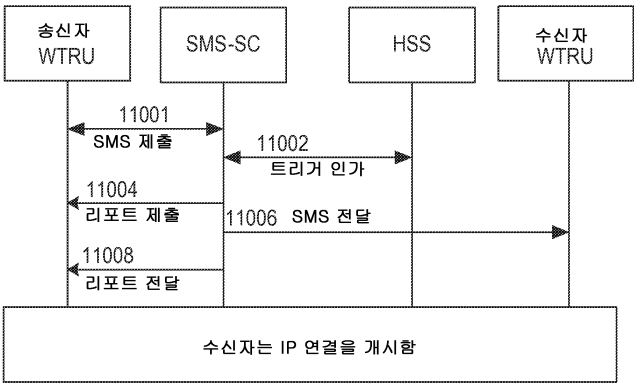 송신자
WTRU
SMS-SC
HSS
수신자
WTRU
11001
SMS 제출
11002
트리거 인가
11004
리포트 제출
11006 SMS 전달
11008
리포트 전달
수신자는 IP 연결을 개시함